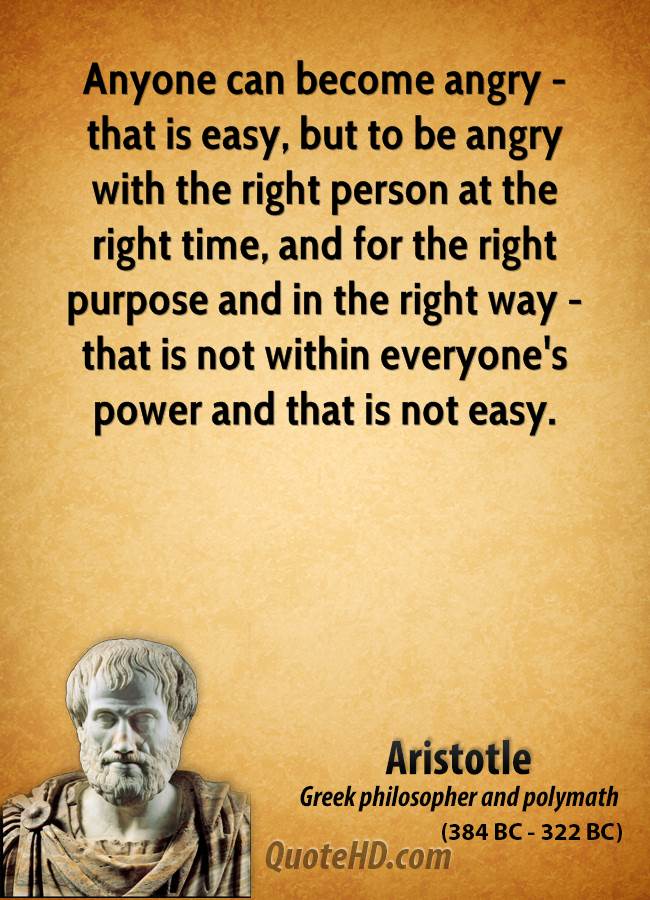 Anyone can become angry -
that is easy, but to be angry
with the right person at the
right time, and for the right
purpose and in the right way -
that is not within everyone's
power and that is not easy.
Aristotle
Greek philosopher and polymath
(384 BC - 322 BC)
QuoteHD.com